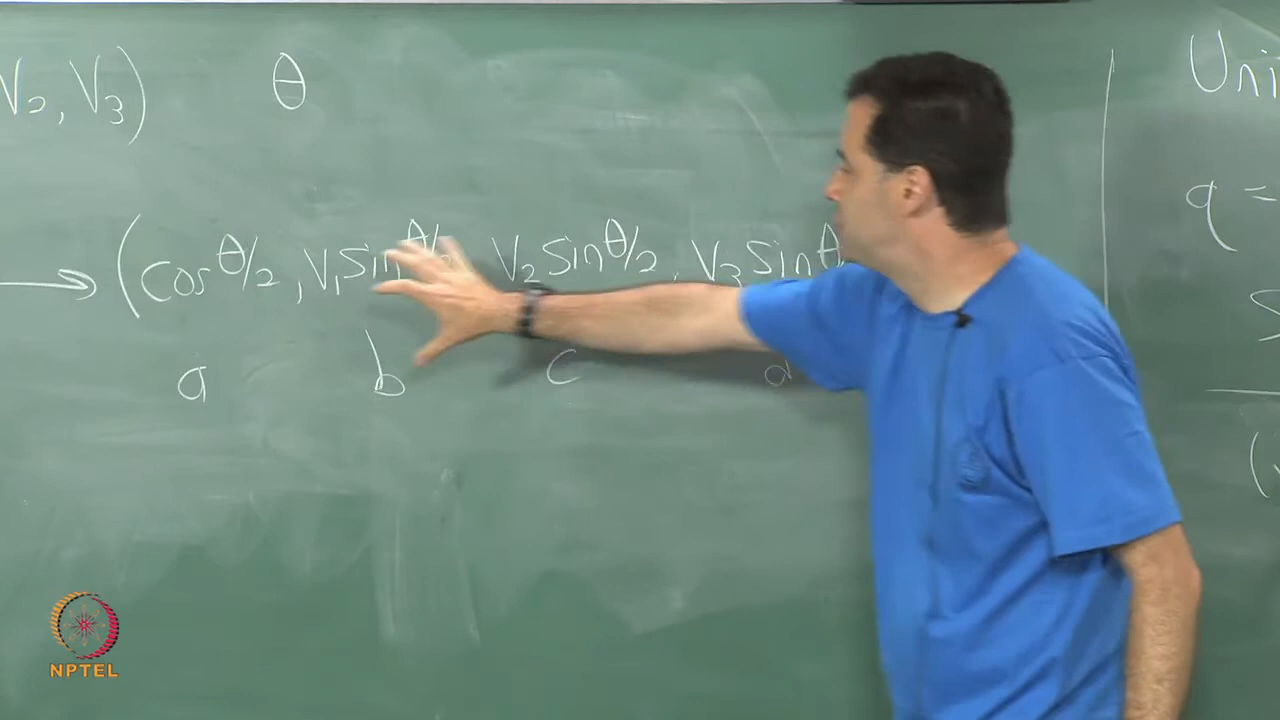 V₂, V₃) θ
Uni
→ (cos θ/2, V₁ sin θ/2, V₂ sin θ/2, V₃ sin θ
q =
a b c d
(
NPTEL